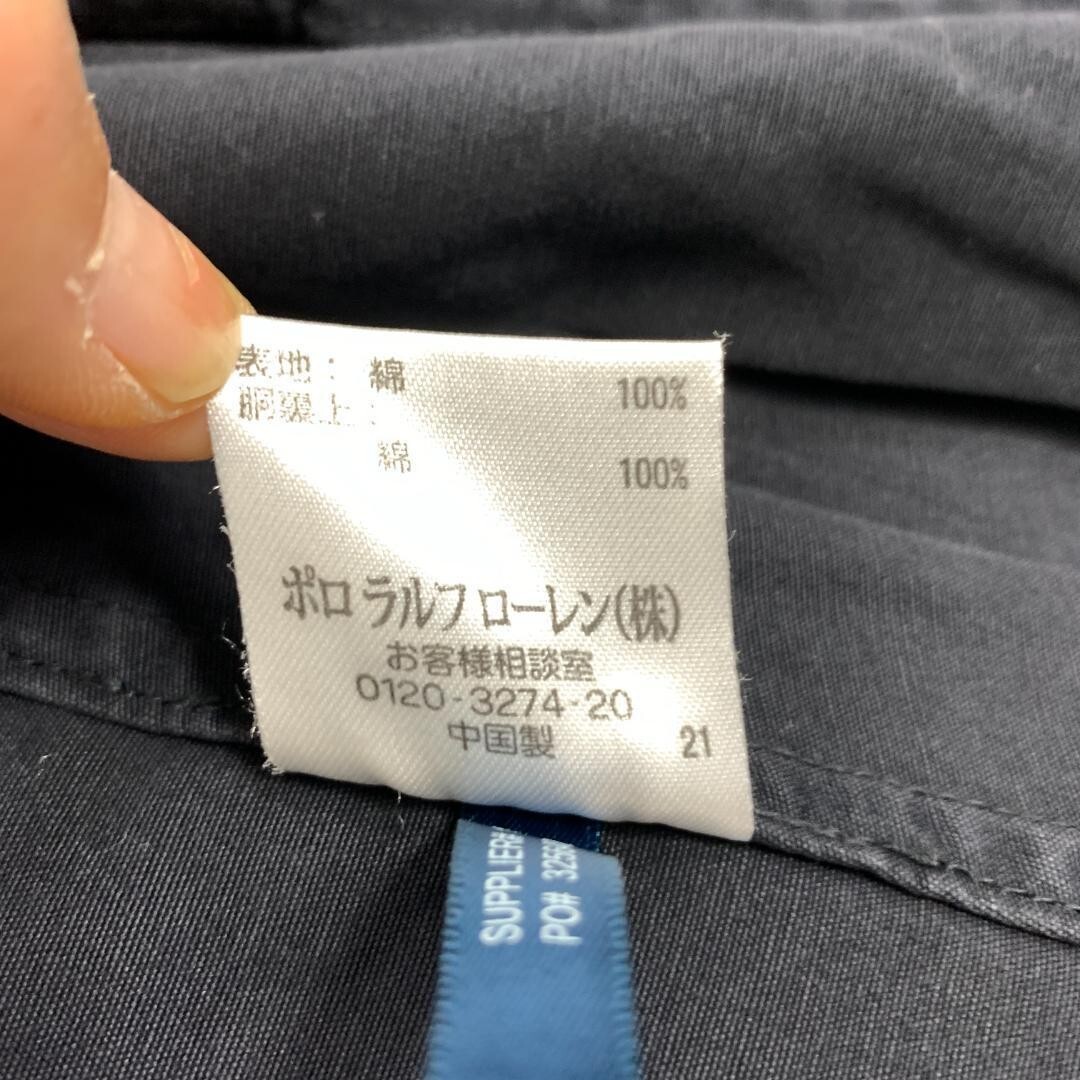 表地： 綿 100%
胴裏上：
綿 100%
ポロ ラルフ ローレン(株)
お客様相談室
0120-3274-20
中国製 21
SUPPLIER#
PO#